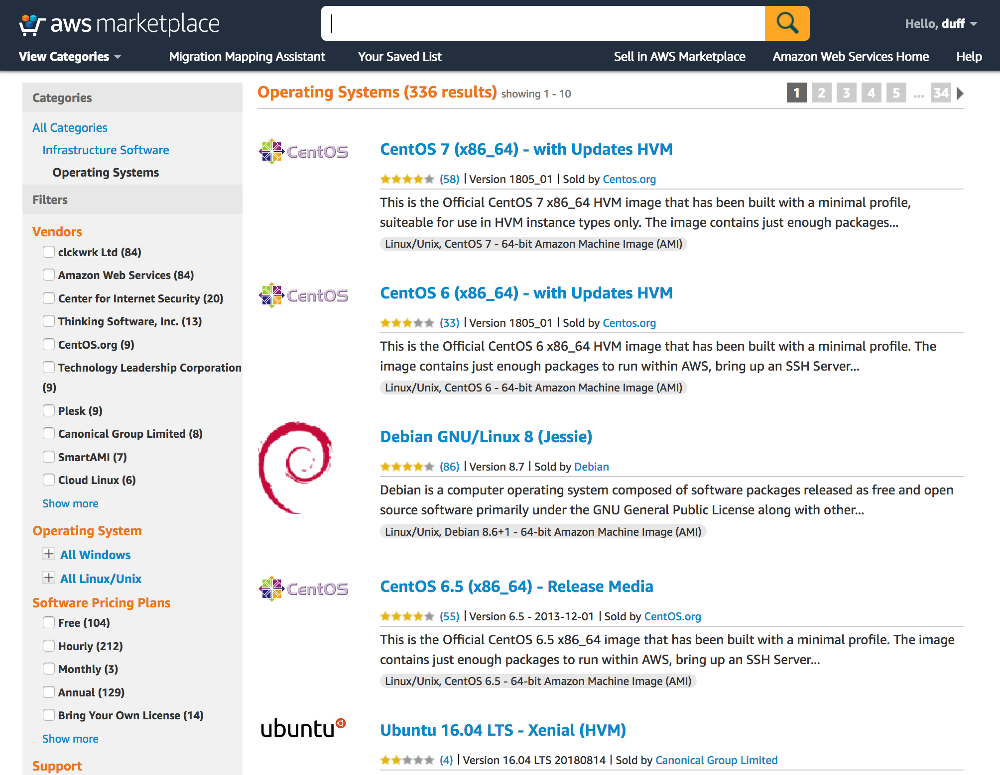 aws marketplace
Hello, duff
View Categories
Migration Mapping Assistant
Your Saved List
Sell in AWS Marketplace
Amazon Web Services Home
Help
Categories
All Categories
Infrastructure Software
Operating Systems
Filters
Vendors
clckwrk Ltd (84)
Amazon Web Services (84)
Center for Internet Security (20)
Thinking Software, Inc. (13)
CentOS.org (9)
Technology Leadership Corporation
(9)
Plesk (9)
Canonical Group Limited (8)
SmartAMI (7)
Cloud Linux (6)
Show more
Operating System
All Windows
All Linux/Unix
Software Pricing Plans
Free (104)
Hourly (212)
Monthly (3)
Annual (129)
Bring Your Own License (14)
Show more
Support
Operating Systems (336 results) showing 1 - 10
1 2 3 4 5 ... 34
CentOS
CentOS 7 (x86_64) - with Updates HVM
(58) | Version 1805_01 | Sold by Centos.org
This is the Official CentOS 7 x86_64 HVM image that has been built with a minimal profile,
suiteable for use in HVM instance types only. The image contains just enough packages...
Linux/Unix, CentOS 7 - 64-bit Amazon Machine Image (AMI)
CentOS
CentOS 6 (x86_64) - with Updates HVM
(33) | Version 1805_01 | Sold by Centos.org
This is the Official CentOS 6 x86_64 HVM image that has been built with a minimal profile. The
image contains just enough packages to run within AWS, bring up an SSH Server...
Linux/Unix, CentOS 6 - 64-bit Amazon Machine Image (AMI)
Debian GNU/Linux 8 (Jessie)
(86) | Version 8.7 | Sold by Debian
Debian is a computer operating system composed of software packages released as free and open
source software primarily under the GNU General Public License along with other...
Linux/Unix, Debian 8.6+1 - 64-bit Amazon Machine Image (AMI)
CentOS
CentOS 6.5 (x86_64) - Release Media
(55) | Version 6.5 - 2013-12-01 | Sold by CentOS.org
This is the Official CentOS 6.5 x86_64 image that has been built with a minimal profile. The image
contains just enough packages to run within AWS, bring up an SSH Server...
Linux/Unix, CentOS 6.5 - 64-bit Amazon Machine Image (AMI)
ubuntu
Ubuntu 16.04 LTS - Xenial (HVM)
(4) | Version 16.04 LTS 20180814 | Sold by Canonical Group Limited